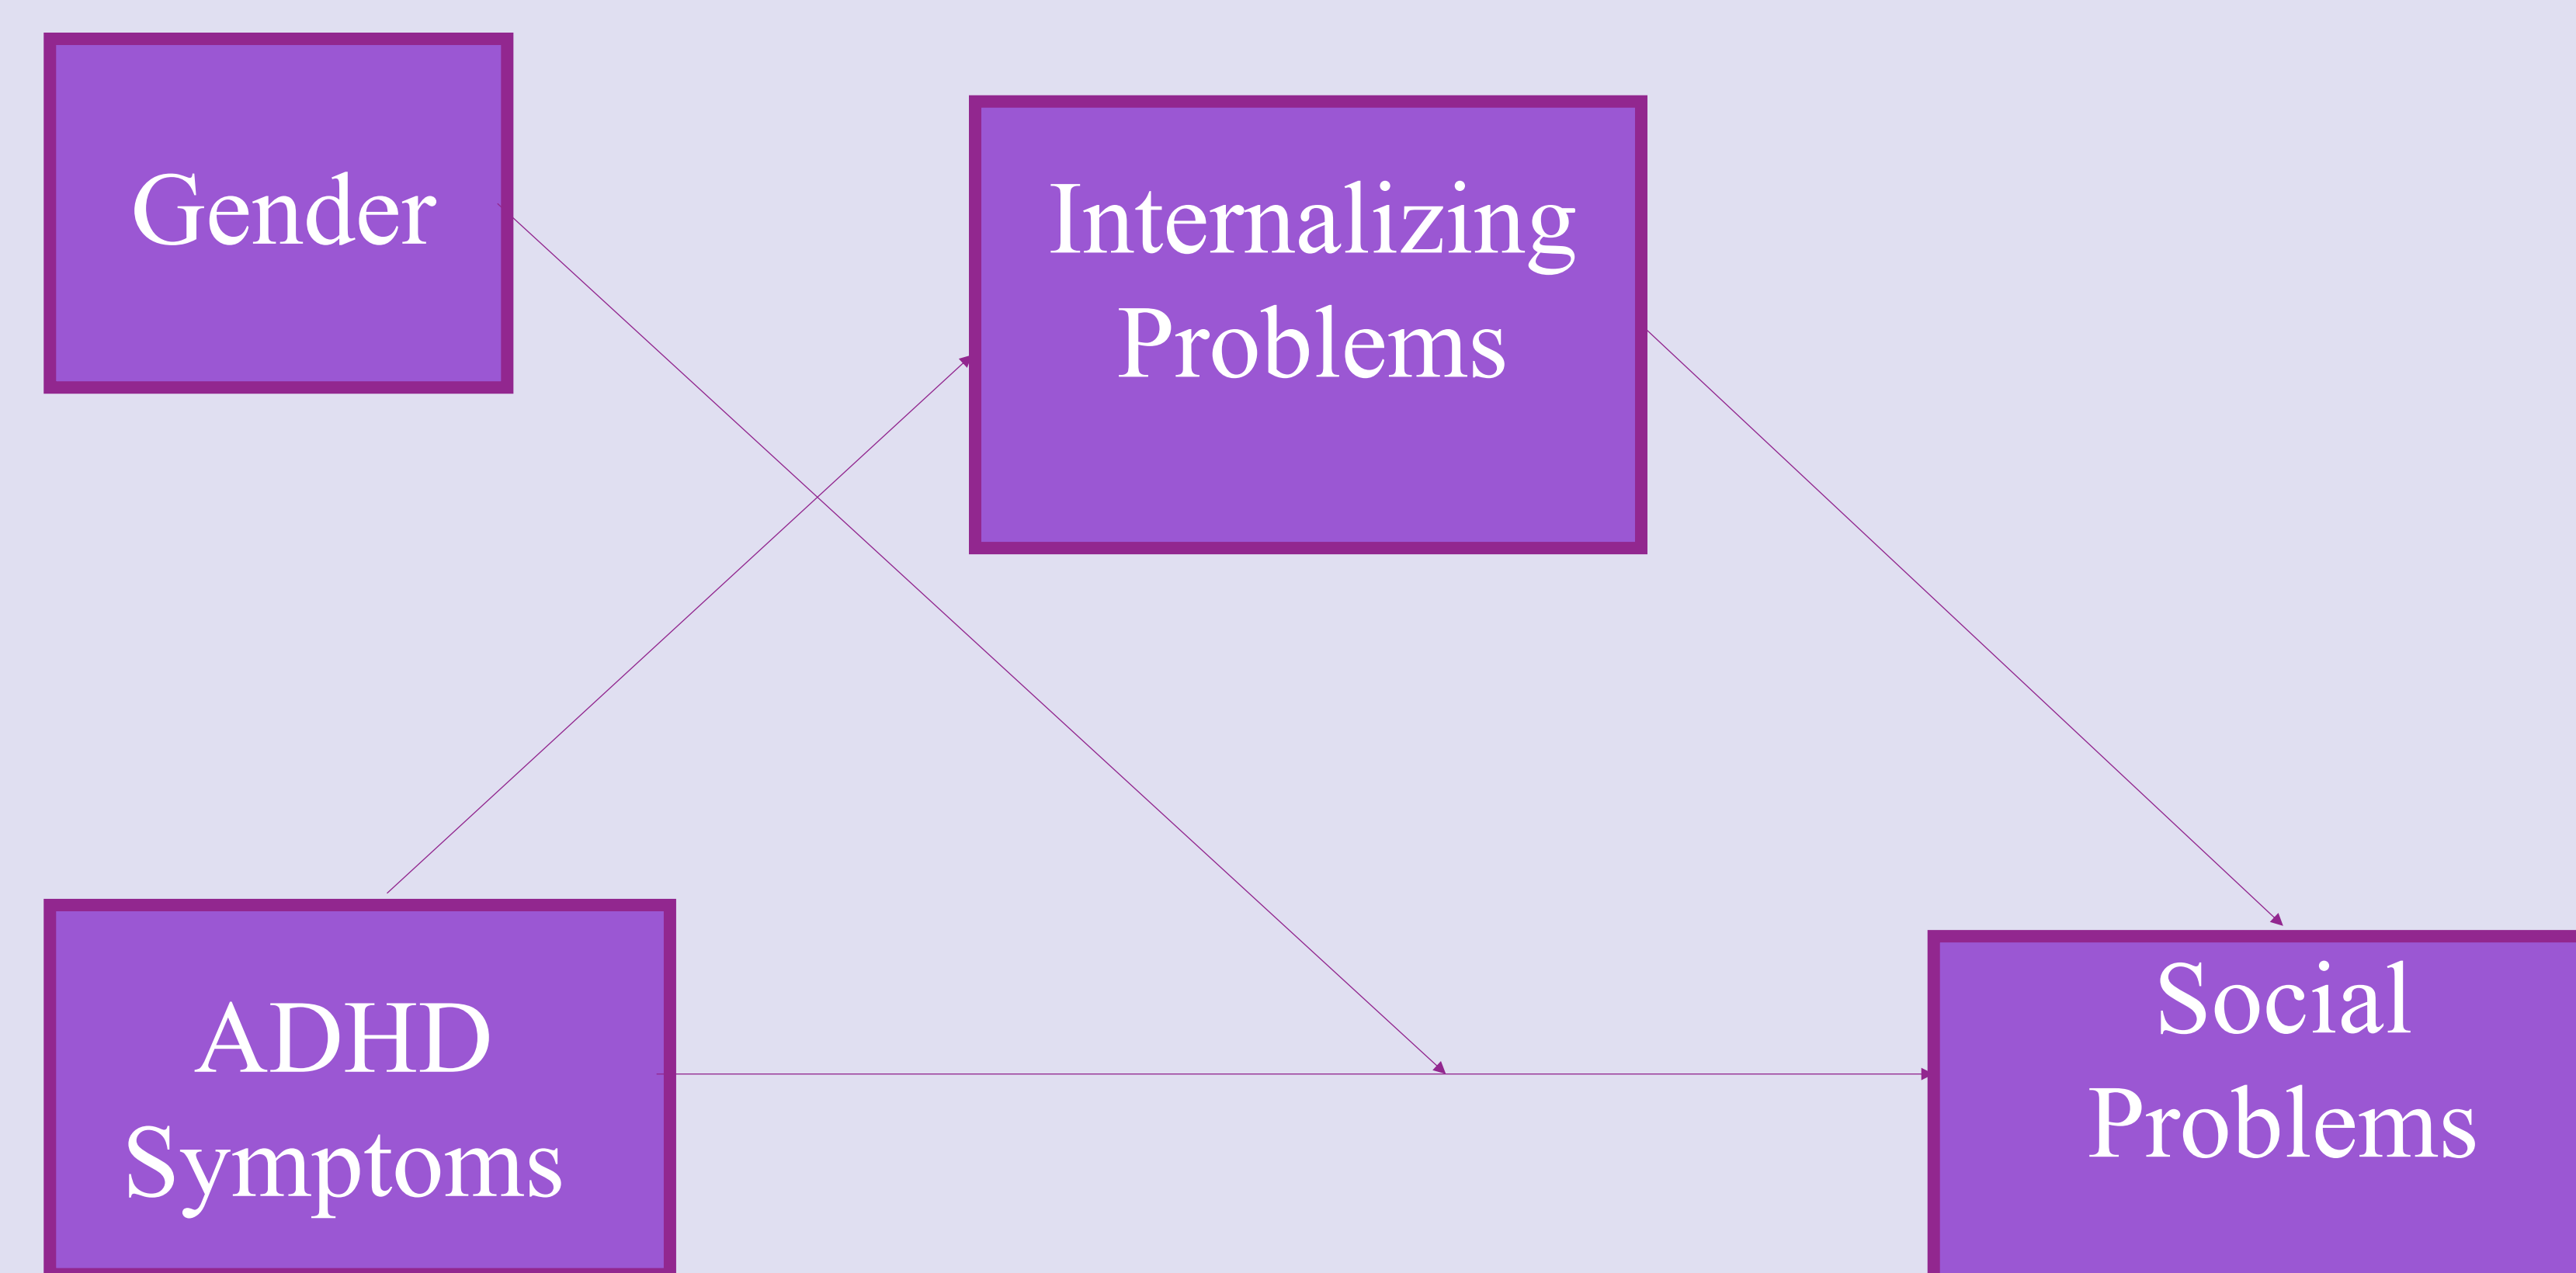 Gender
Internalizing
Problems
ADHD
Symptoms
Social
Problems